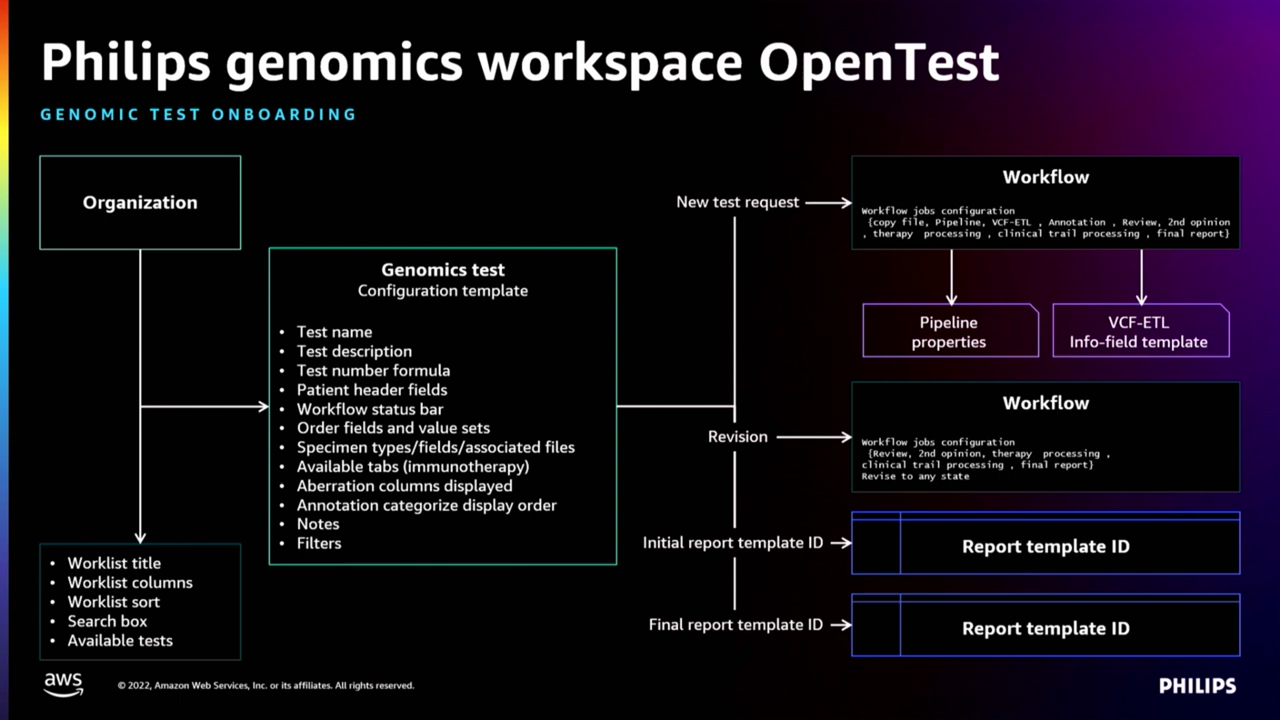 Philips genomics workspace OpenTest
GENOMIC TEST ONBOARDING
Organization
• Worklist title
• Worklist columns
• Worklist sort
• Search box
• Available tests
Genomics test
Configuration template
• Test name
• Test description
• Test number formula
• Patient header fields
• Workflow status bar
• Order fields and value sets
• Specimen types/fields/associated files
• Available tabs (immunotherapy)
• Aberration columns displayed
• Annotation categorize display order
• Notes
• Filters
New test request
Workflow
Workflow jobs configuration
{copy file, Pipeline, VCF-ETL , Annotation , Review, 2nd opinion
, therapy processing , clinical trail processing , final report}
Pipeline
properties
VCF-ETL
Info-field template
Revision
Workflow
Workflow jobs configuration
{Review, 2nd opinion, therapy processing ,
clinical trail processing , final report}
Revise to any state
Initial report template ID
Report template ID
Final report template ID
Report template ID
aws
© 2022, Amazon Web Services, Inc. or its affiliates. All rights reserved.
PHILIPS